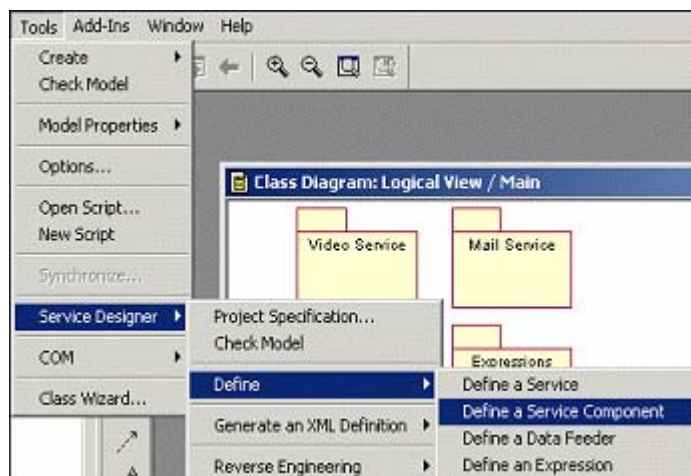 Tools Add-Ins Window Help
Create
Check Model
Model Properties
Options...
Open Script...
New Script
Synchronize...
Service Designer
COM
Class Wizard...
Class Diagram: Logical View / Main
Video Service
Mail Service
Expressions
Project Specification...
Check Model
Define
Generate an XML Definition
Reverse Engineering
Define a Service
Define a Service Component
Define a Data Feeder
Define an Expression